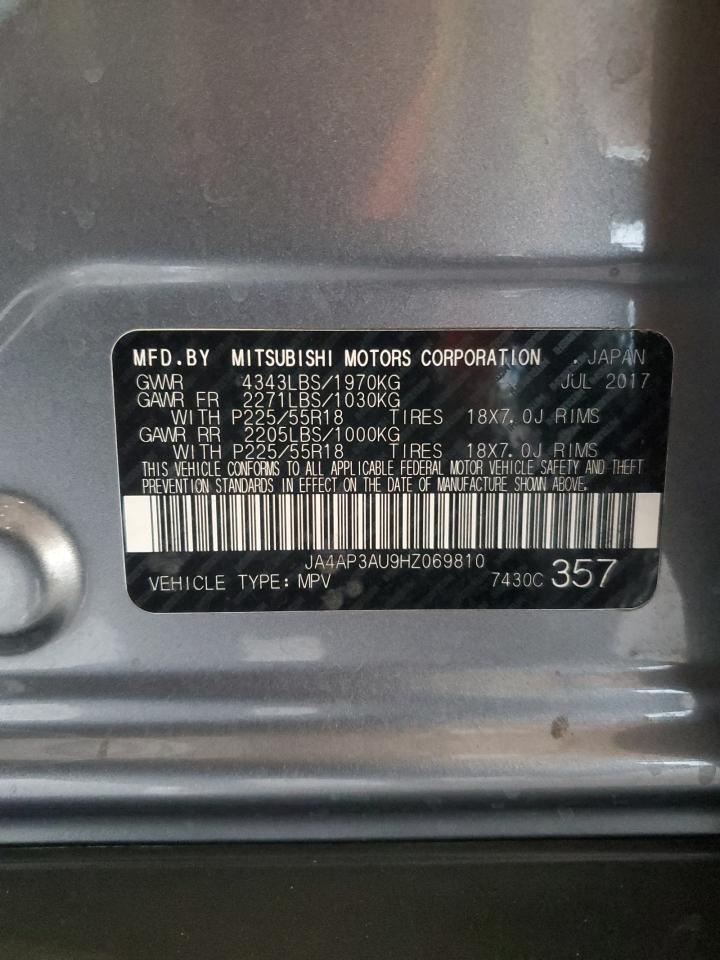 MFD.BY MITSUBISHI MOTORS CORPORATION . JAPAN
GVWR 4343LBS/1970KG JUL 2017
GAWR FR 2271LBS/1030KG
WITH P225/55R18 TIRES 18X7.0J RIMS
GAWR RR 2205LBS/1000KG
WITH P225/55R18 TIRES 18X7.0J RIMS
THIS VEHICLE CONFORMS TO ALL APPLICABLE FEDERAL MOTOR VEHICLE SAFETY AND THEFT
PREVENTION STANDARDS IN EFFECT ON THE DATE OF MANUFACTURE SHOWN ABOVE.
JA4AP3AU9HZ069810
VEHICLE TYPE: MPV 7430C 357